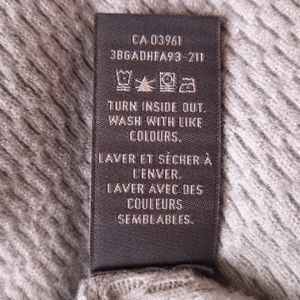 CA 03961
3BGADHFA93-211
TURN INSIDE OUT.
WASH WITH LIKE
COLOURS.
LAVER ET SÉCHER À
L'ENVER.
LAVER AVEC DES
COULEURS
SEMBLABLES.